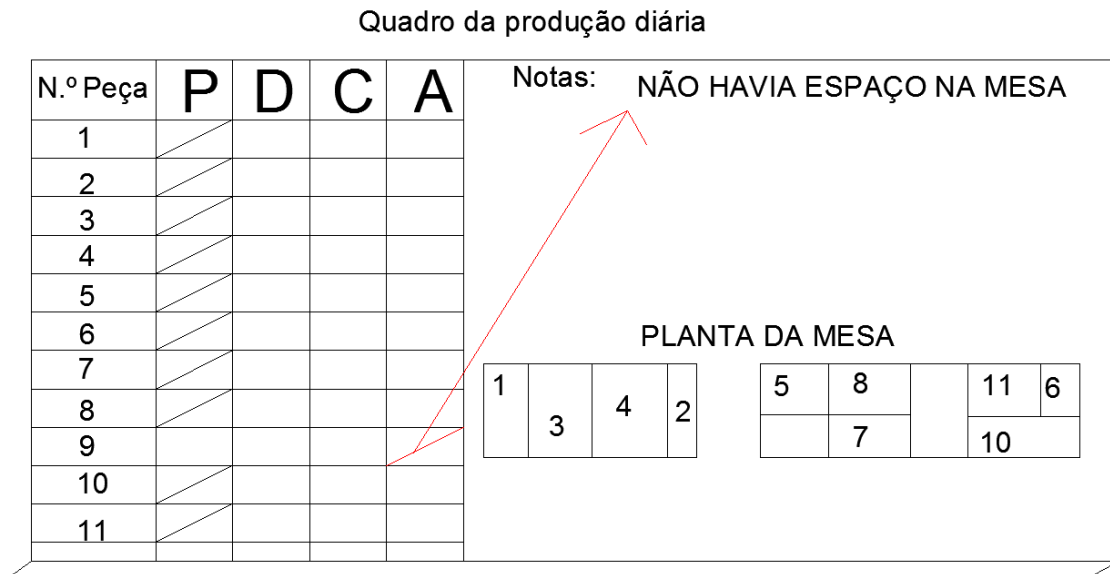 Quadro da produção diária
N.º Peça P D C A
1
2
3
4
5
6
7
8
9
10
11
Notas: NÃO HAVIA ESPAÇO NA MESA
PLANTA DA MESA
1 3 4 2
5 8 11 6
7 10